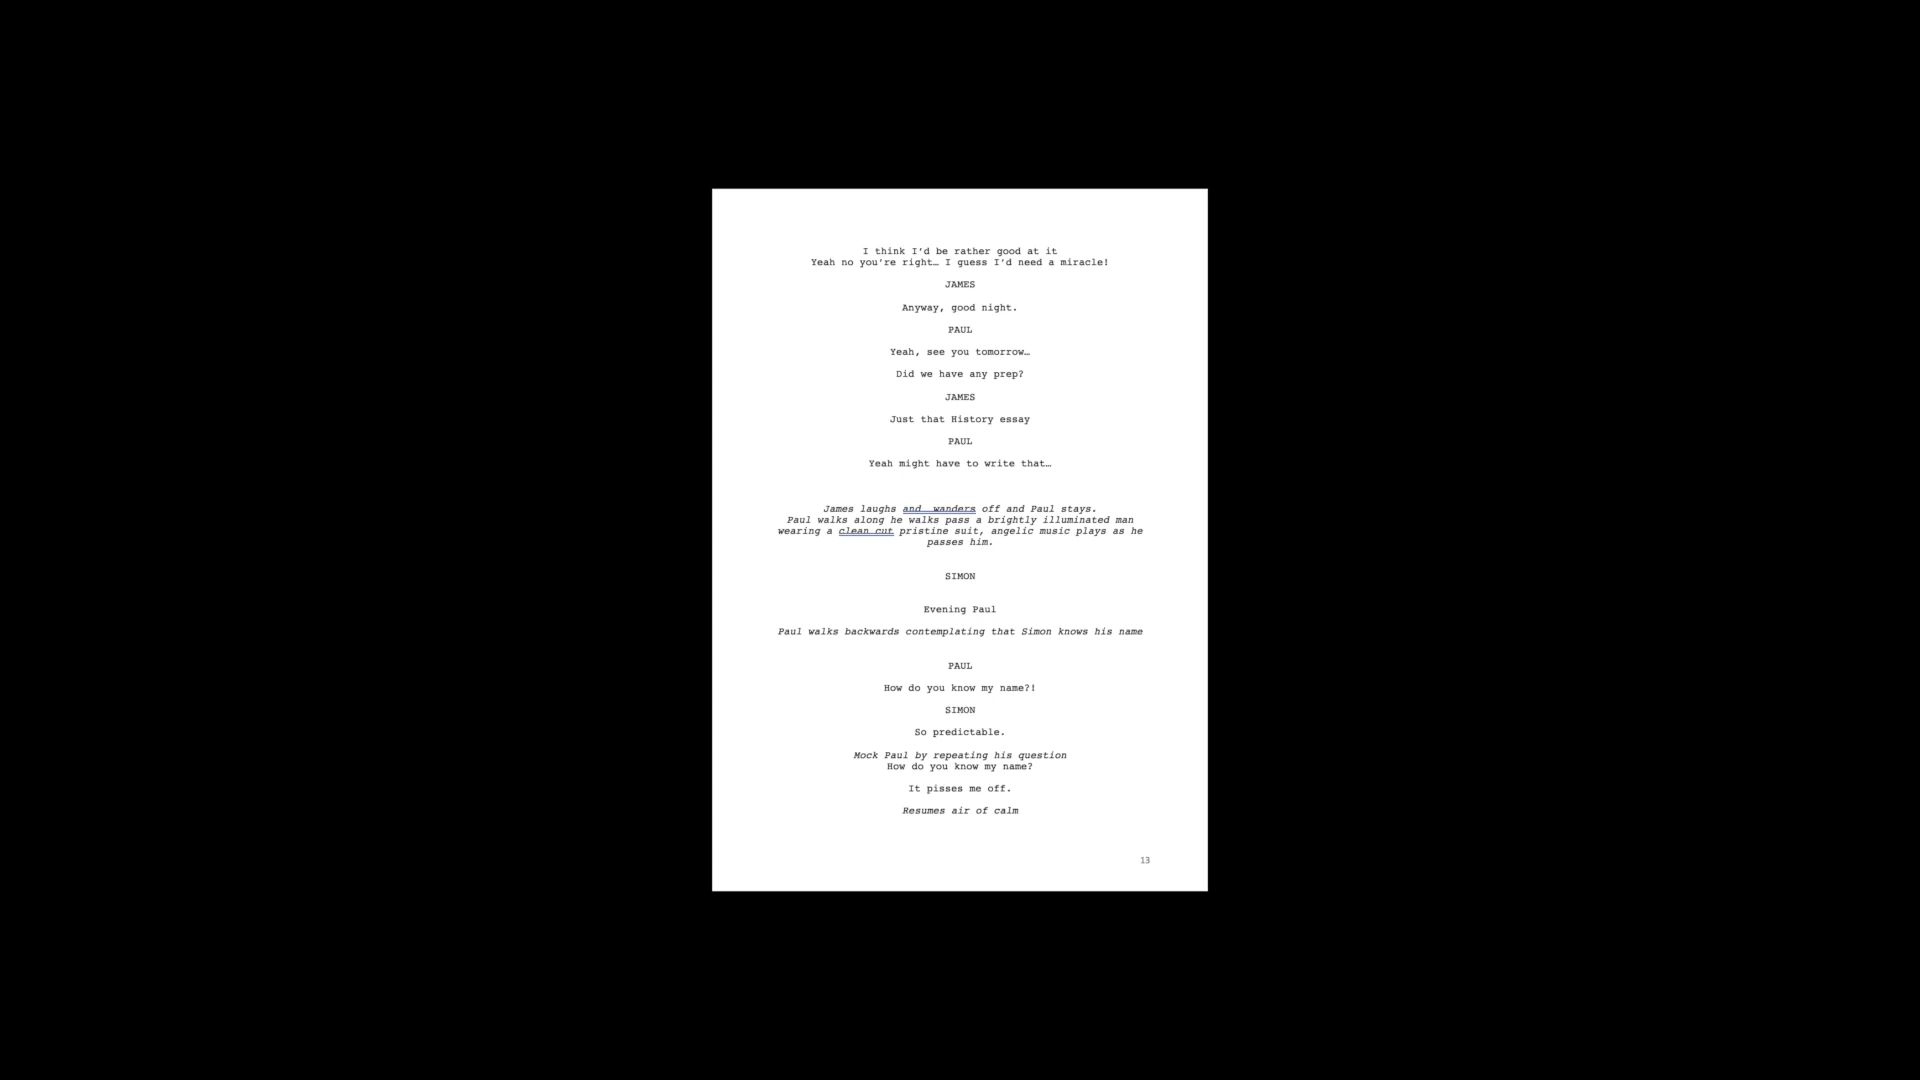 I think I’d be rather good at it
Yeah no you’re right… I guess I’d need a miracle!
JAMES
Anyway, good night.
PAUL
Yeah, see you tomorrow…
Did we have any prep?
JAMES
Just that History essay
PAUL
Yeah might have to write that…
James laughs and  wanders off and Paul stays.
Paul walks along he walks pass a brightly illuminated man
wearing a clean cut pristine suit, angelic music plays as he
passes him.
SIMON
Evening Paul
Paul walks backwards contemplating that Simon knows his name
PAUL
How do you know my name?!
SIMON
So predictable.
Mock Paul by repeating his question
How do you know my name?
It pisses me off.
Resumes air of calm
13